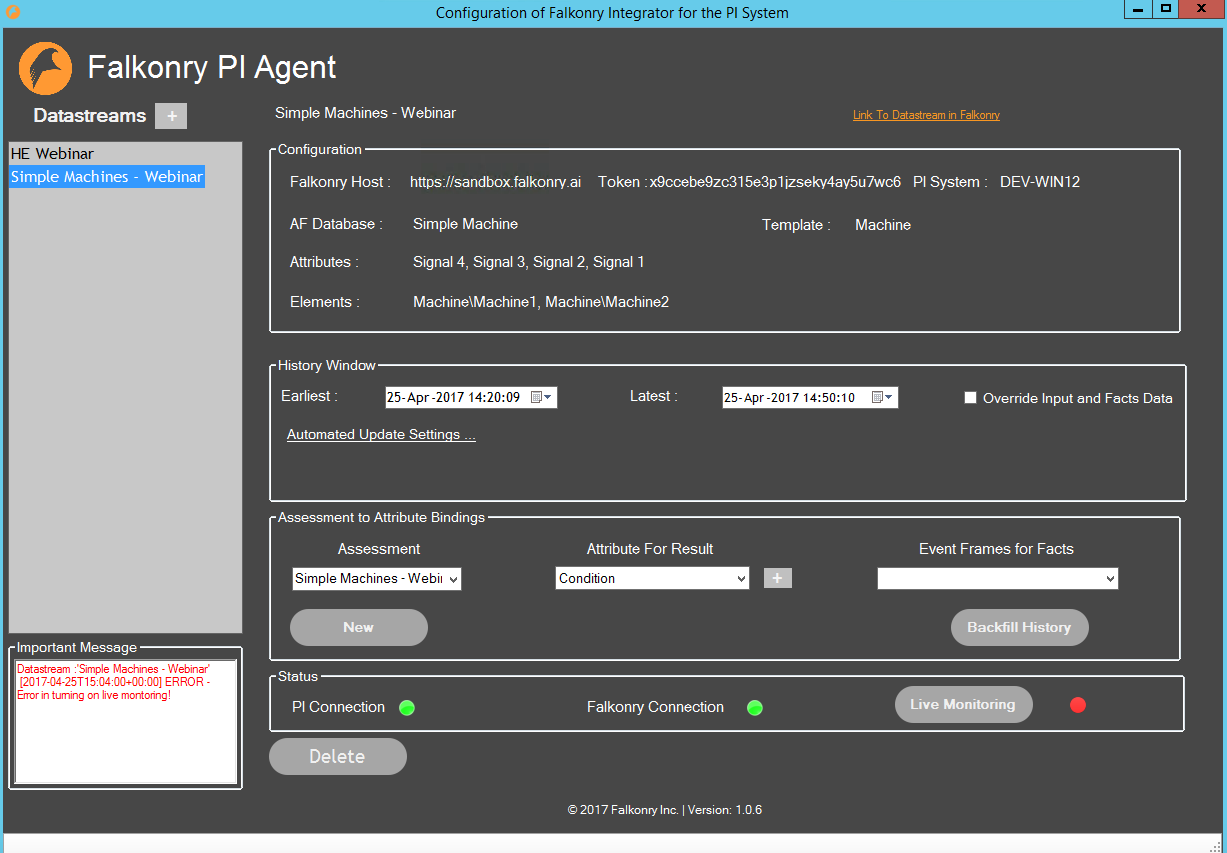 Configuration of Falkonry Integrator for the PI System
Falkonry PI Agent
Datastreams +
Simple Machines - Webinar
Link To Datastream in Falkonry
HE Webinar
Simple Machines - Webinar
Configuration
Falkonry Host : https://sandbox.falkonry.ai Token : x9ccebe9zc315e3p1jzseky4ay5u7wc6 PI System : DEV-WIN12
AF Database : Simple Machine Template : Machine
Attributes : Signal 4, Signal 3, Signal 2, Signal 1
Elements : Machine\Machine1, Machine\Machine2
History Window
Earliest : 25-Apr-2017 14:20:09 Latest : 25-Apr-2017 14:50:10 Override Input and Facts Data
Automated Update Settings ...
Assessment to Attribute Bindings
Assessment Attribute For Result Event Frames for Facts
Simple Machines - Webir Condition +
New Backfill History
Important Message
Datastream :'Simple Machines - Webinar'
[2017-04-25T15:04:00+00:00] ERROR -
Error in turning on live montoring!
Status
PI Connection Falkonry Connection Live Monitoring
Delete
© 2017 Falkonry Inc. | Version: 1.0.6